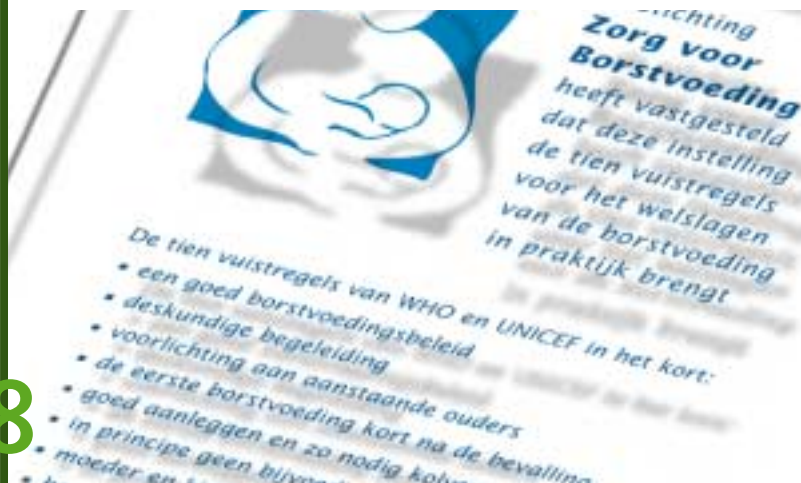 Zorg voor
Borstvoeding
heeft vastgesteld
dat deze instelling
de tien vuistregels
voor het welslagen
van de borstvoeding
in praktijk brengt
De tien vuistregels van WHO en UNICEF in het kort:
• een goed borstvoedingsbeleid
• deskundige begeleiding
• voorlichting aan aanstaande ouders
• de eerste borstvoeding kort na de bevalling
• goed aanleggen en zo nodig
• in principe geen
• moeder en
8